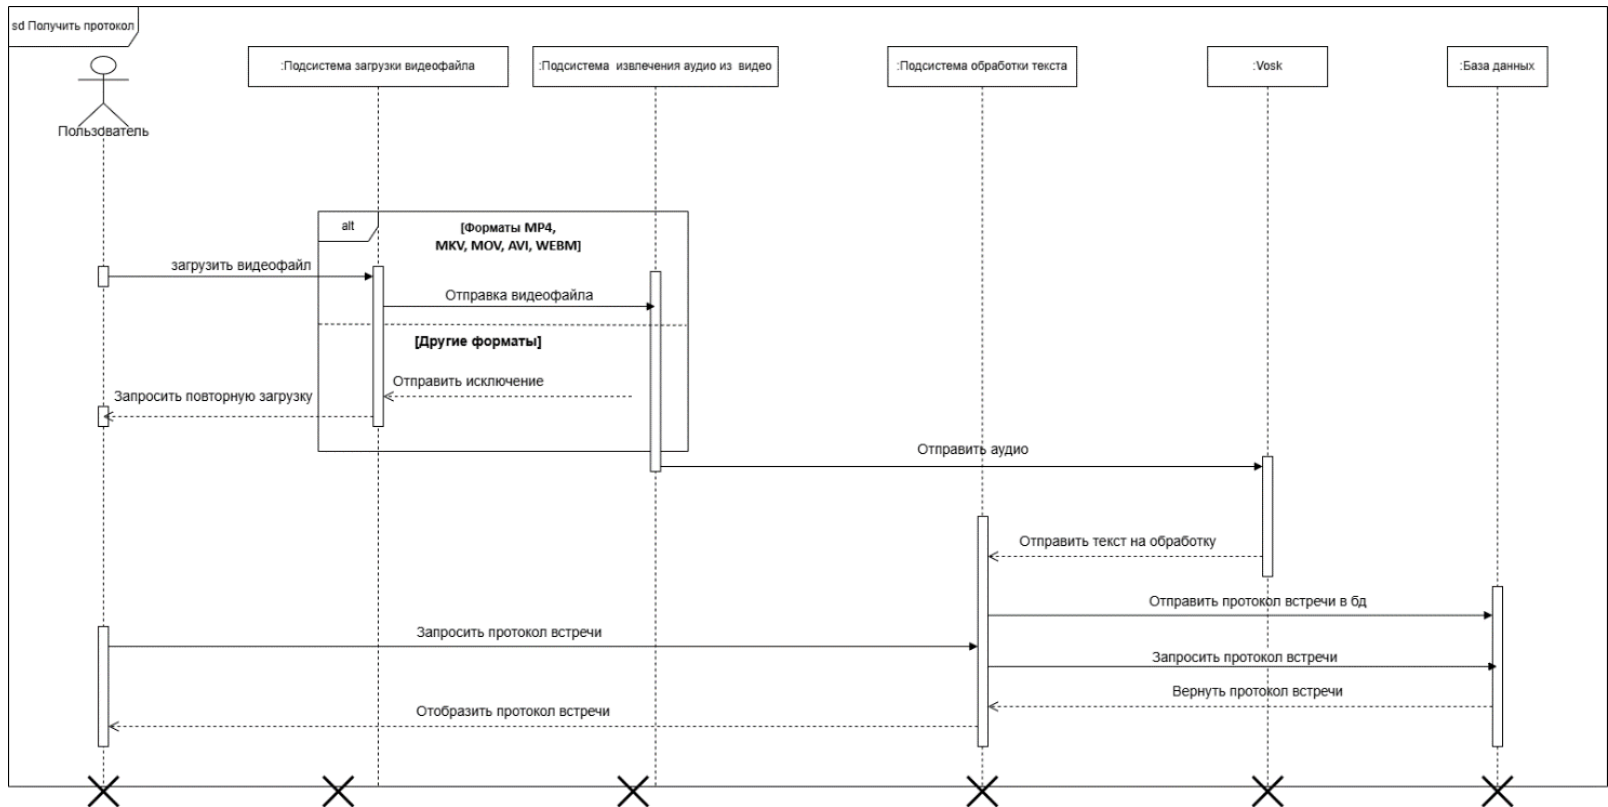 sd Получить протокол
:Подсистема загрузки видеофайла
:Подсистема извлечения аудио из видео
:Подсистема обработки текста
:Vosk
:База данных
Пользователь
alt
[Форматы MP4,
MKV, MOV, AVI, WEBM]
загрузить видеофайл
Отправка видеофайла
[Другие форматы]
Отправить исключение
Запросить повторную загрузку
Отправить аудио
Отправить текст на обработку
Отправить протокол встречи в бд
Запросить протокол встречи
Запросить протокол встречи
Вернуть протокол встречи
Отобразить протокол встречи